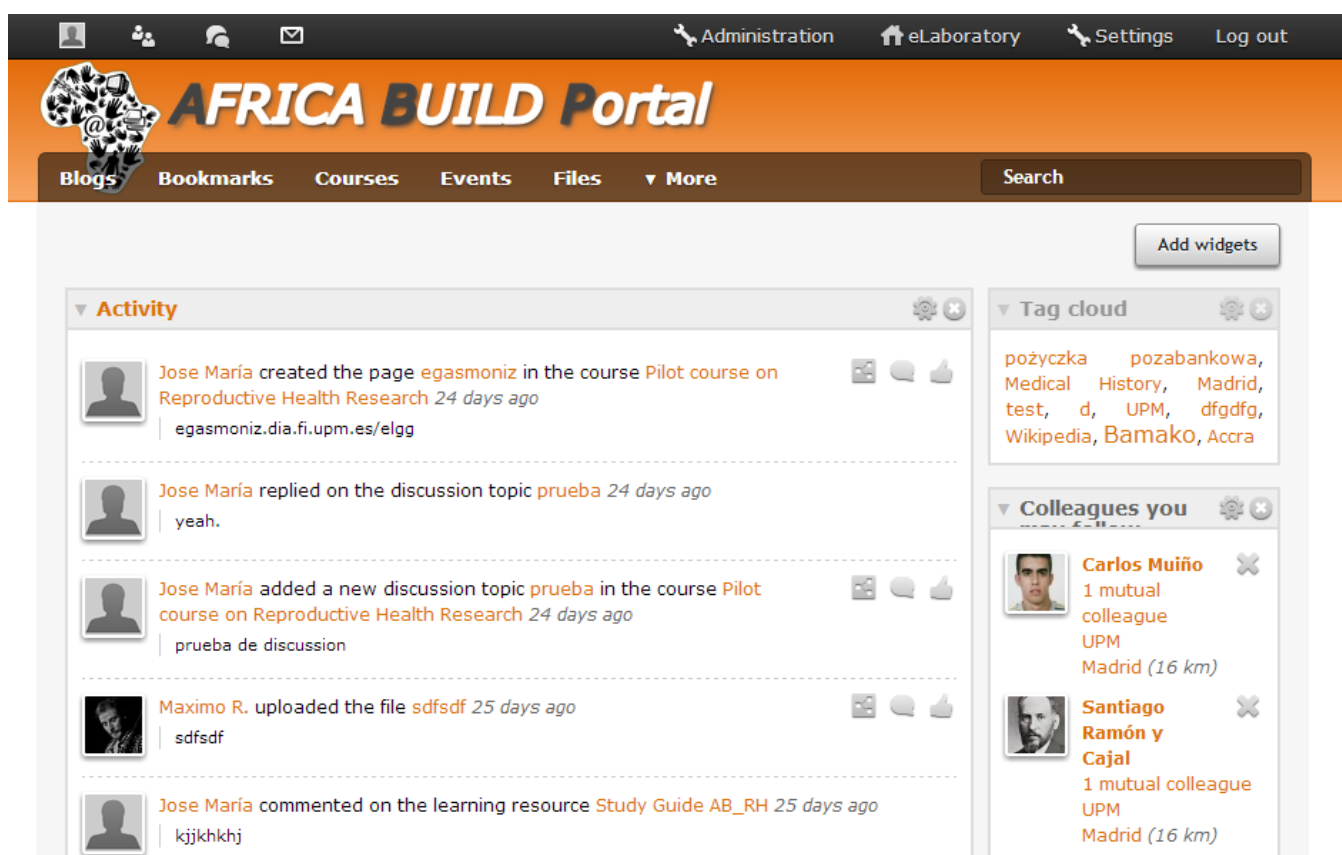 Administration eLaboratory Settings Log out
AFRICA BUILD Portal
Blogs Bookmarks Courses Events Files ▾ More Search
Add widgets
Activity
Jose María created the page egasmoniz in the course Pilot course on
Reproductive Health Research 24 days ago
egasmoniz.dia.fi.upm.es/elgg
Jose María replied on the discussion topic prueba 24 days ago
yeah.
Jose María added a new discussion topic prueba in the course Pilot
course on Reproductive Health Research 24 days ago
prueba de discussion
Maximo R. uploaded the file sdfsdf 25 days ago
sdfsdf
Jose María commented on the learning resource Study Guide AB_RH 25 days ago
kjjkhkhj
Tag cloud
pożyczka pozabankowa,
Medical History, Madrid,
test, d, UPM, dfgdfg,
Wikipedia, Bamako, Accra
Colleagues you
may follow
Carlos Muiño
1 mutual
colleague
UPM
Madrid (16 km)
Santiago
Ramón y
Cajal
1 mutual colleague
UPM
Madrid (16 km)